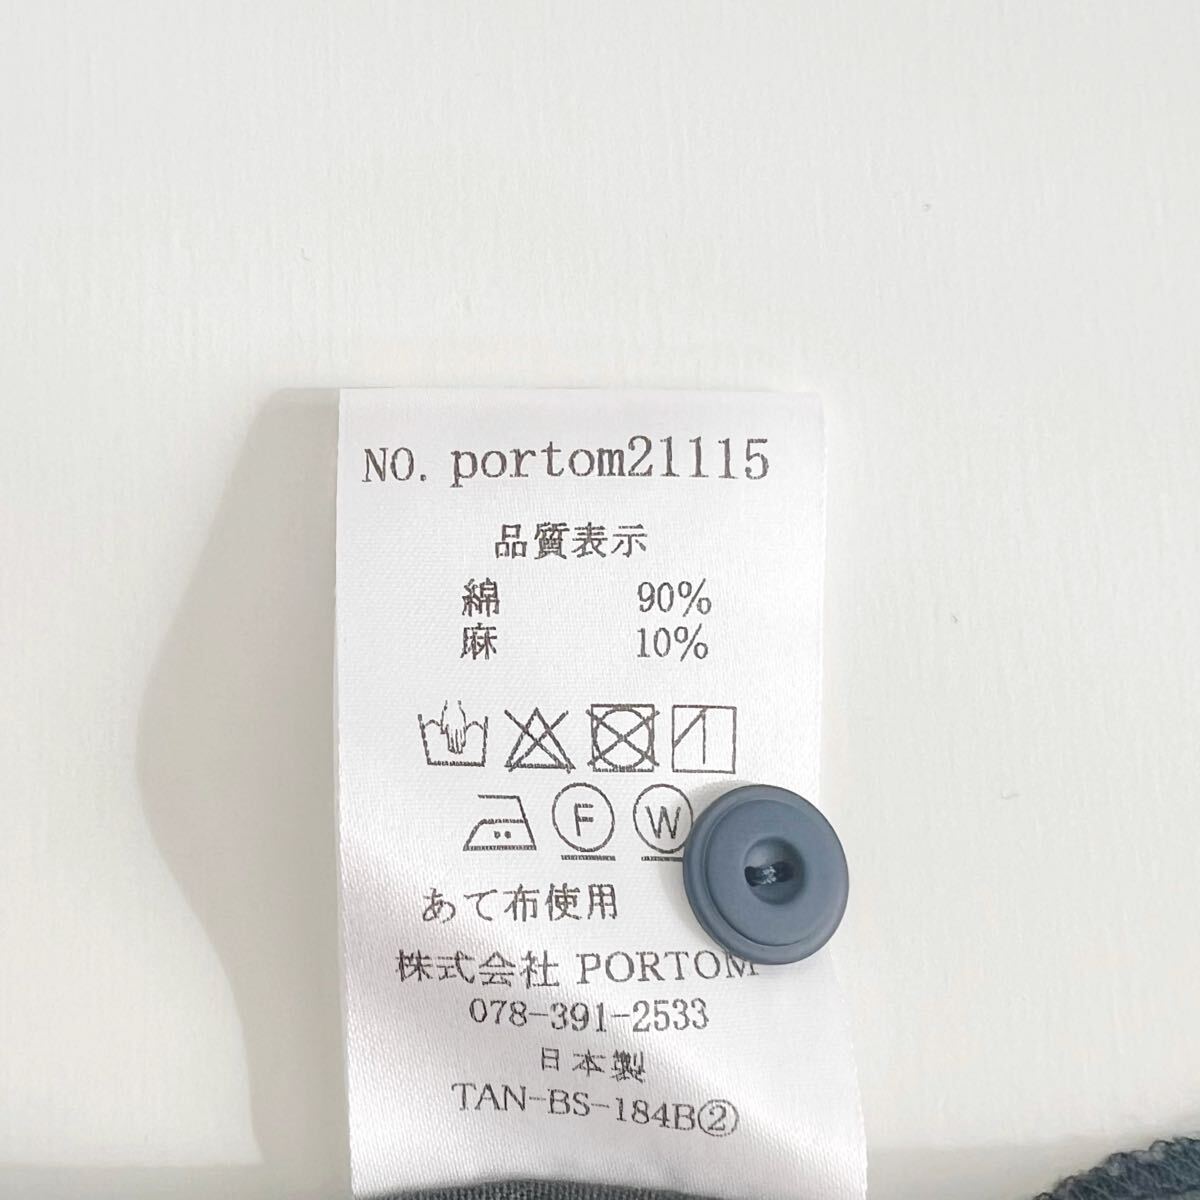 NO. portom21115
品質表示
綿 90%
麻 10%
F W
あて布使用
株式会社 PORTOM
078-391-2533
日本製
TAN-BS-184B②